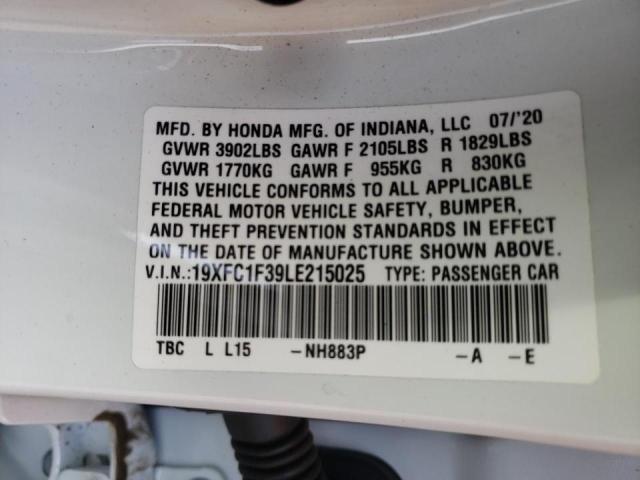 MFD. BY HONDA MFG. OF INDIANA, LLC 07/'20
GVWR 3902LBS GAWR F 2105LBS R 1829LBS
GVWR 1770KG GAWR F 955KG R 830KG
THIS VEHICLE CONFORMS TO ALL APPLICABLE
FEDERAL MOTOR VEHICLE SAFETY, BUMPER,
AND THEFT PREVENTION STANDARDS IN EFFECT
ON THE DATE OF MANUFACTURE SHOWN ABOVE.
V.I.N.:19XFC1F39LE215025 TYPE: PASSENGER CAR
TBC L L15 -NH883P -A -E